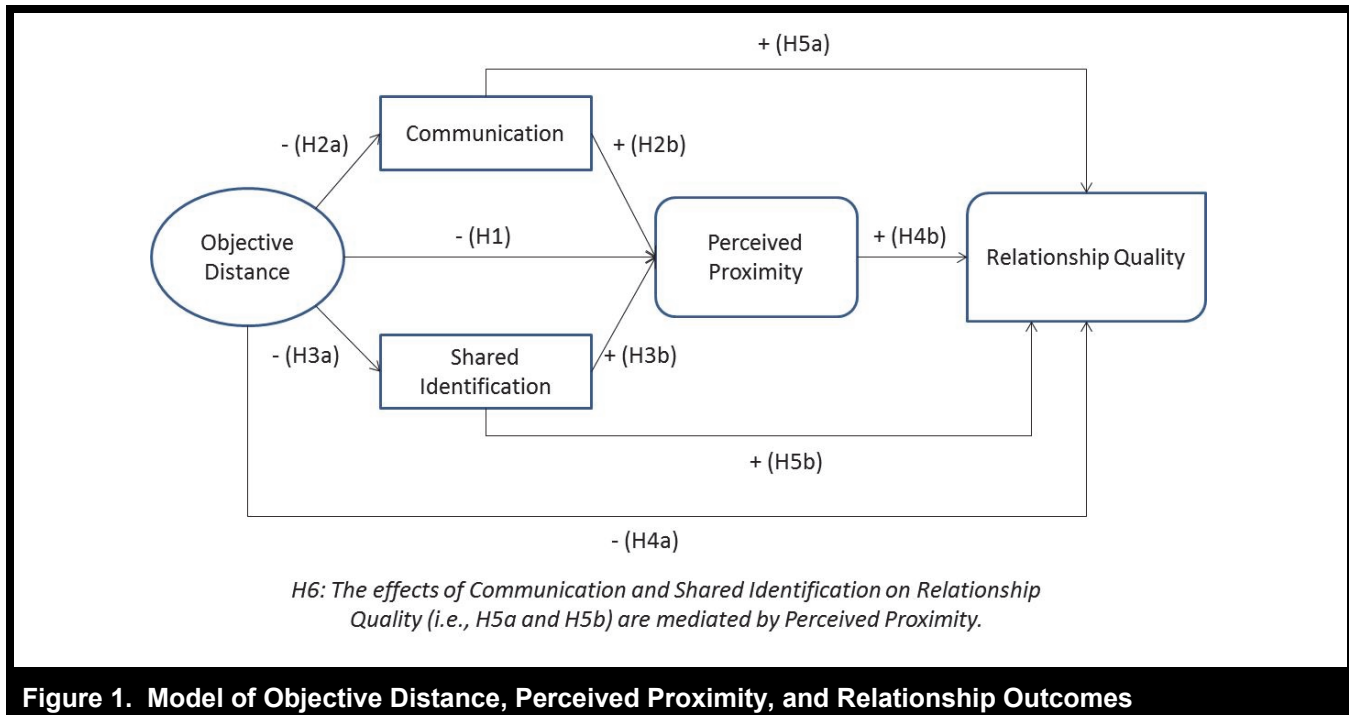 + (H5a)
Communication
- (H2a)
+ (H2b)
Objective
Distance
- (H1)
Perceived
Proximity
+ (H4b)
Relationship Quality
- (H3a)
Shared
Identification
+ (H3b)
+ (H5b)
- (H4a)
H6: The effects of Communication and Shared Identification on Relationship
Quality (i.e., H5a and H5b) are mediated by Perceived Proximity.
Figure 1. Model of Objective Distance, Perceived Proximity, and Relationship Outcomes